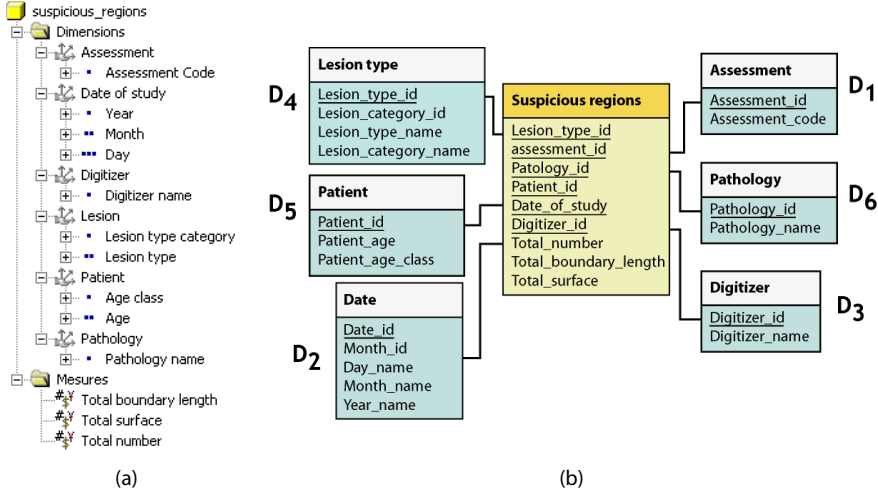 suspicious_regions
Dimensions
Assessment
Assessment Code
Date of study
Year
Month
Day
Digitizer
Digitizer name
Lesion
Lesion type category
Lesion type
Patient
Age class
Age
Pathology
Pathology name
Mesures
Total boundary length
Total surface
Total number
(a)
D4
Lesion type
Lesion_type_id
Lesion_category_id
Lesion_type_name
Lesion_category_name
D5
Patient
Patient_id
Patient_age
Patient_age_class
D2
Date
Date_id
Month_id
Day_name
Month_name
Year_name
Suspicious regions
Lesion_type_id
assessment_id
Patology_id
Patient_id
Date_of_study
Digitizer_id
Total_number
Total_boundary_length
Total_surface
Assessment
Assessment_id
Assessment_code
D1
Pathology
Pathology_id
Pathology_name
D6
Digitizer
Digitizer_id
Digitizer_name
D3
(b)